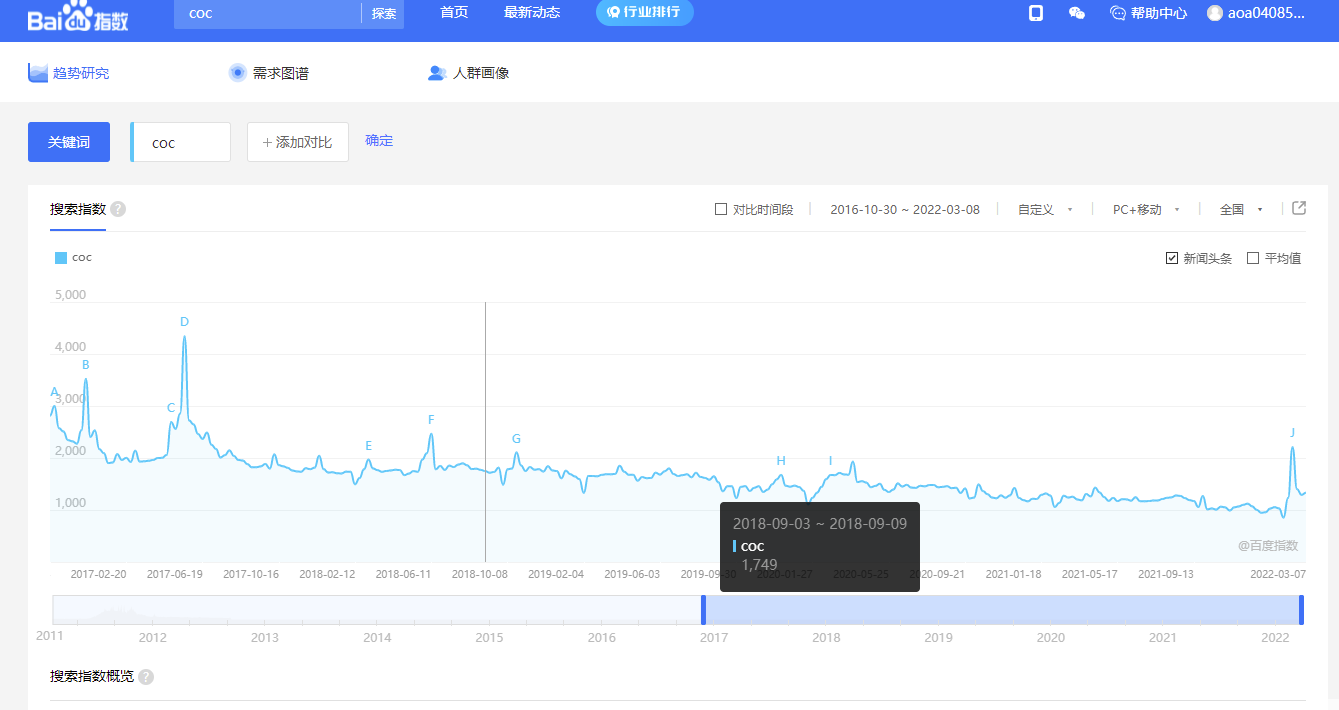 Bai du 指数
coc
探索
首页
最新动态
行业排行
帮助中心
aoa04085...
趋势研究
需求图谱
人群画像
关键词
coc
+ 添加对比
确定
搜索指数 ?
对比时间段
2016-10-30 ~ 2022-03-08
自定义
PC+移动
全国
coc
新闻头条
平均值
5,000
D
4,000
B
A
3,000
C
F
G
J
E
2,000
H
I
1,000
2018-09-03 ~ 2018-09-09
coc
1,749
@百度指数
2017-02-20 2017-06-19 2017-10-16 2018-02-12 2018-06-11 2018-10-08 2019-02-04 2019-06-03 2019-09-30 2020-01-27 2020-05-25 2020-09-21 2021-01-18 2021-05-17 2021-09-13 2022-03-07
2011 2012 2013 2014 2015 2016 2017 2018 2019 2020 2021 2022
搜索指数概览 ?